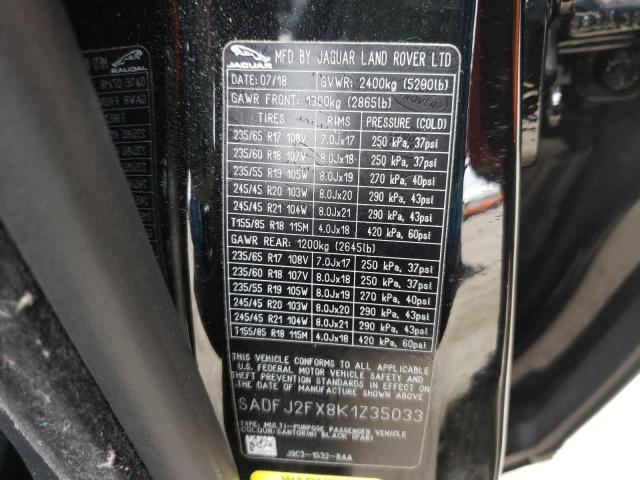 JAGUAR
MFD BY JAGUAR LAND ROVER LTD
DATE: 07/18 GVWR: 2400kg (5290lb)
GAWR FRONT: 1300kg (2865lb)
TIRES RIMS PRESSURE (COLD)
235/65 R17 108V 7.0Jx17 250 kPa, 37psi
235/60 R18 107V 8.0Jx18 250 kPa, 37psi
235/55 R19 105W 8.0Jx19 270 kPa, 40psi
245/45 R20 103W 8.0Jx20 290 kPa, 43psi
245/45 R21 104W 8.0Jx21 290 kPa, 43psi
T155/85 R18 115M 4.0Jx18 420 kPa, 60psi
GAWR REAR: 1200kg (2645lb)
235/65 R17 108V 7.0Jx17 250 kPa, 37psi
235/60 R18 107V 8.0Jx18 250 kPa, 37psi
235/55 R19 105W 8.0Jx19 270 kPa, 40psi
245/45 R20 103W 8.0Jx20 290 kPa, 43psi
245/45 R21 104W 8.0Jx21 290 kPa, 43psi
T155/85 R18 115M 4.0Jx18 420 kPa, 60psi
THIS VEHICLE CONFORMS TO ALL APPLICABLE
U.S. FEDERAL MOTOR VEHICLE SAFETY AND
THEFT PREVENTION STANDARDS IN EFFECT ON
THE DATE OF MANUFACTURE SHOWN ABOVE.
SADFJ2FX8K1Z35033
TYPE: MULTI-PURPOSE PASSENGER VEHICLE
COLOUR: SANTORINI BLACK (PAB)
J9C3-1532-BAA
WARNING